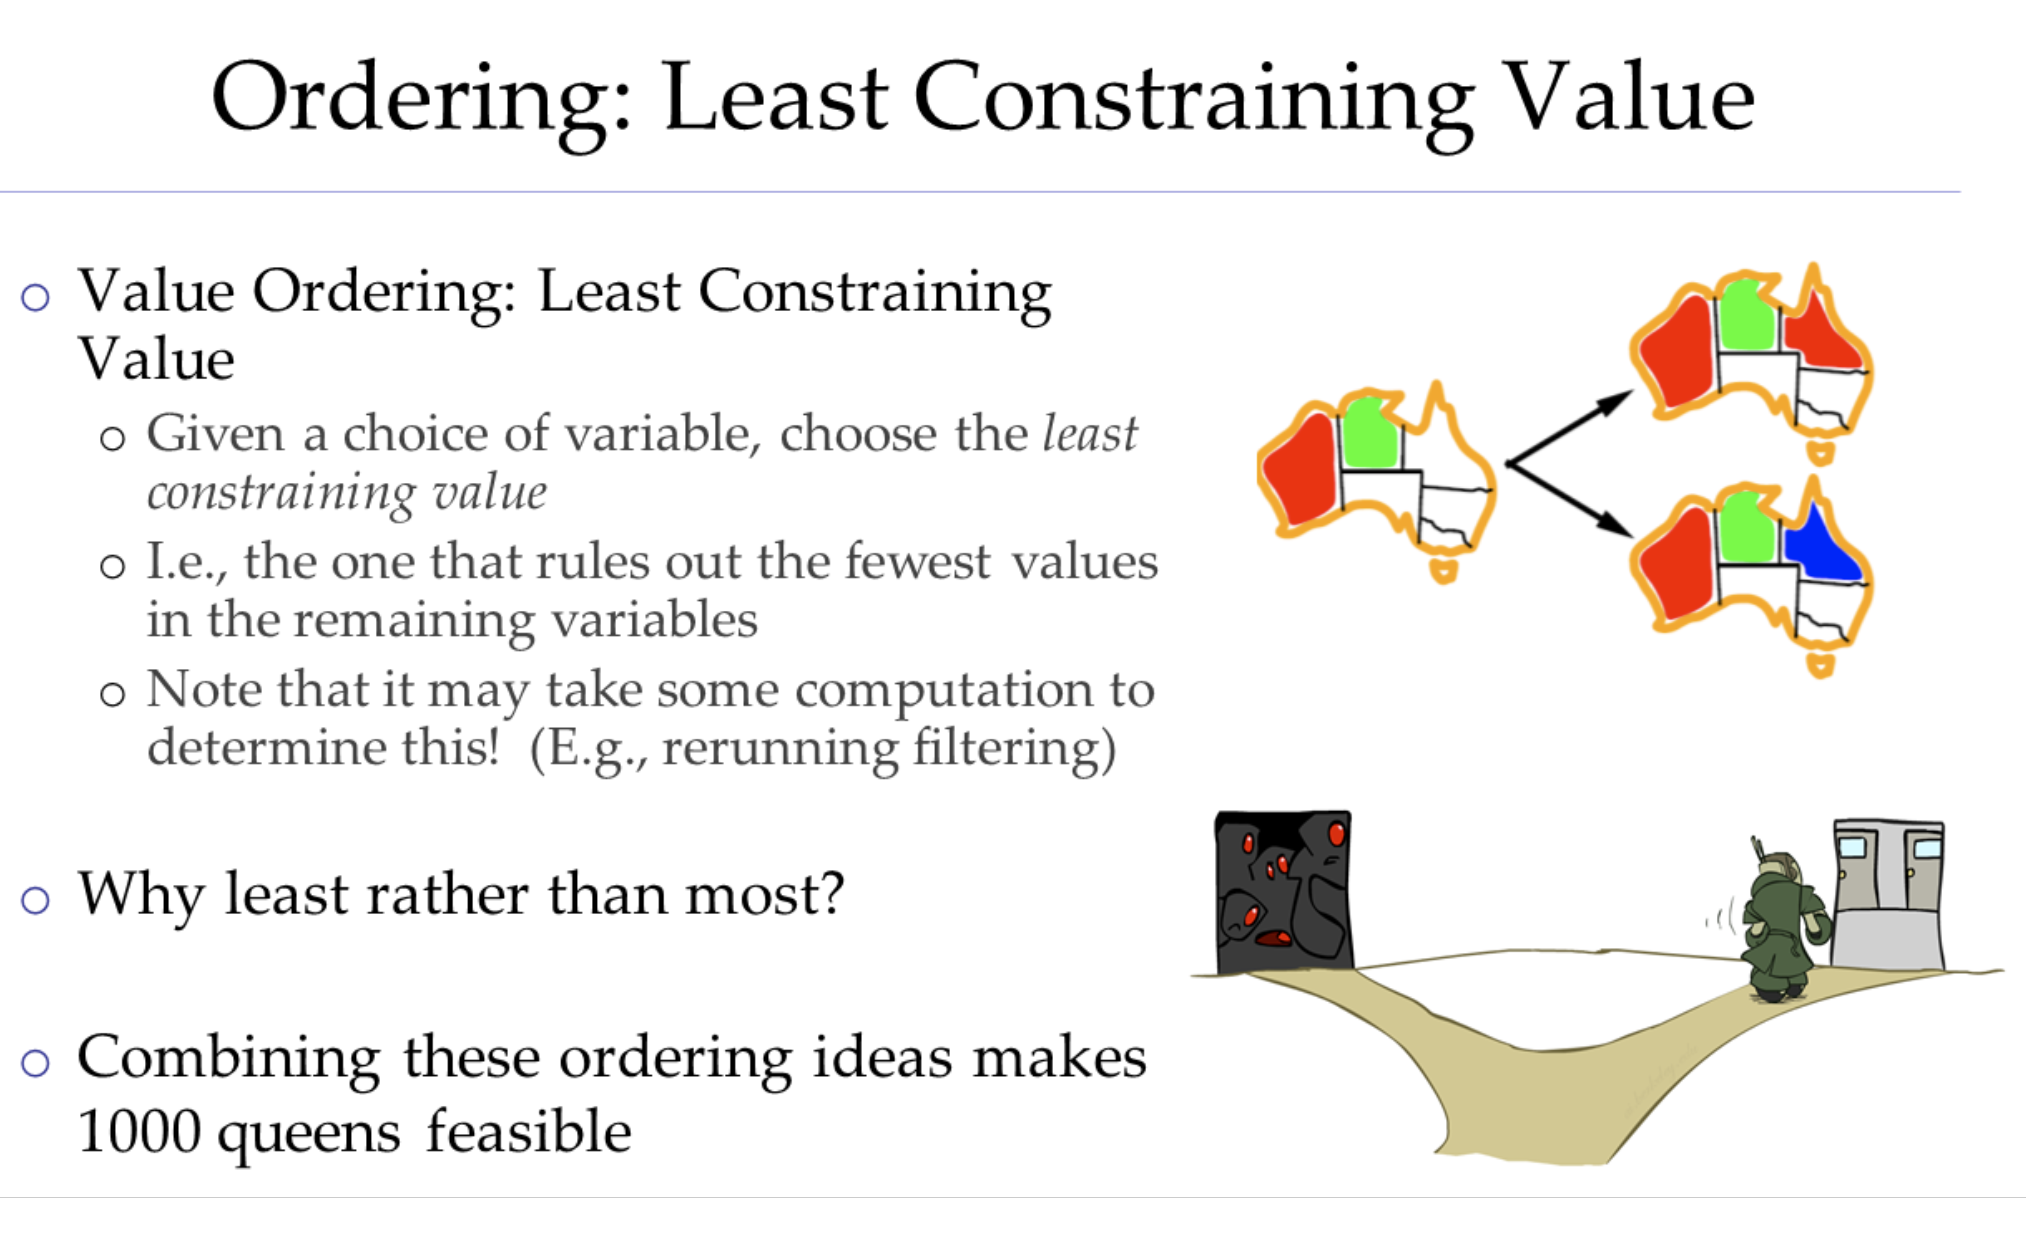 Ordering: Least Constraining Value
○ Value Ordering: Least Constraining
Value
○ Given a choice of variable, choose the least
constraining value
○ I.e., the one that rules out the fewest values
in the remaining variables
○ Note that it may take some computation to
determine this! (E.g., rerunning filtering)
○ Why least rather than most?
○ Combining these ordering ideas makes
1000 queens feasible